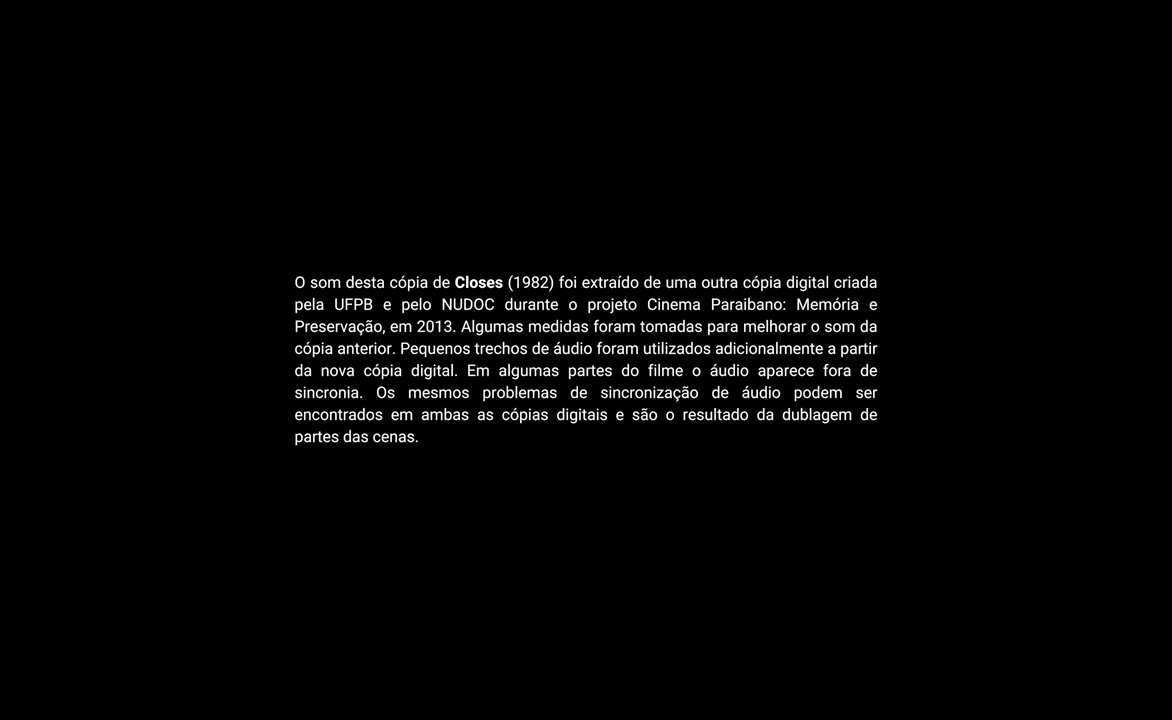 O som desta cópia de Closes (1982) foi extraído de uma outra cópia digital criada
pela UFPB e pelo NUDOC durante o projeto Cinema Paraibano: Memória e
Preservação, em 2013. Algumas medidas foram tomadas para melhorar o som da
cópia anterior. Pequenos trechos de áudio foram utilizados adicionalmente a partir
da nova cópia digital. Em algumas partes do filme o áudio aparece fora de
sincronia. Os mesmos problemas de sincronização de áudio podem ser
encontrados em ambas as cópias digitais e são o resultado da dublagem de
partes das cenas.